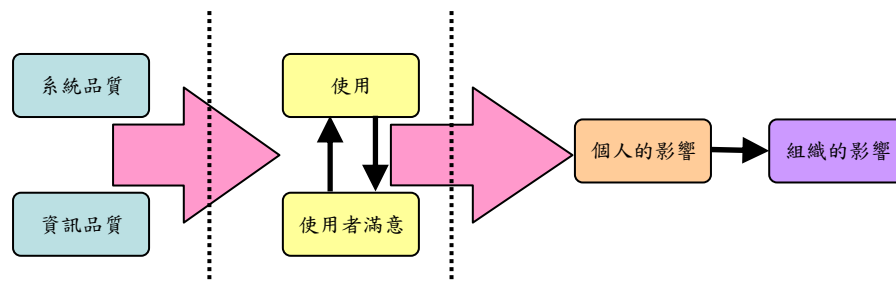 系統品質
資訊品質
使用
使用者滿意
個人的影響
組織的影響